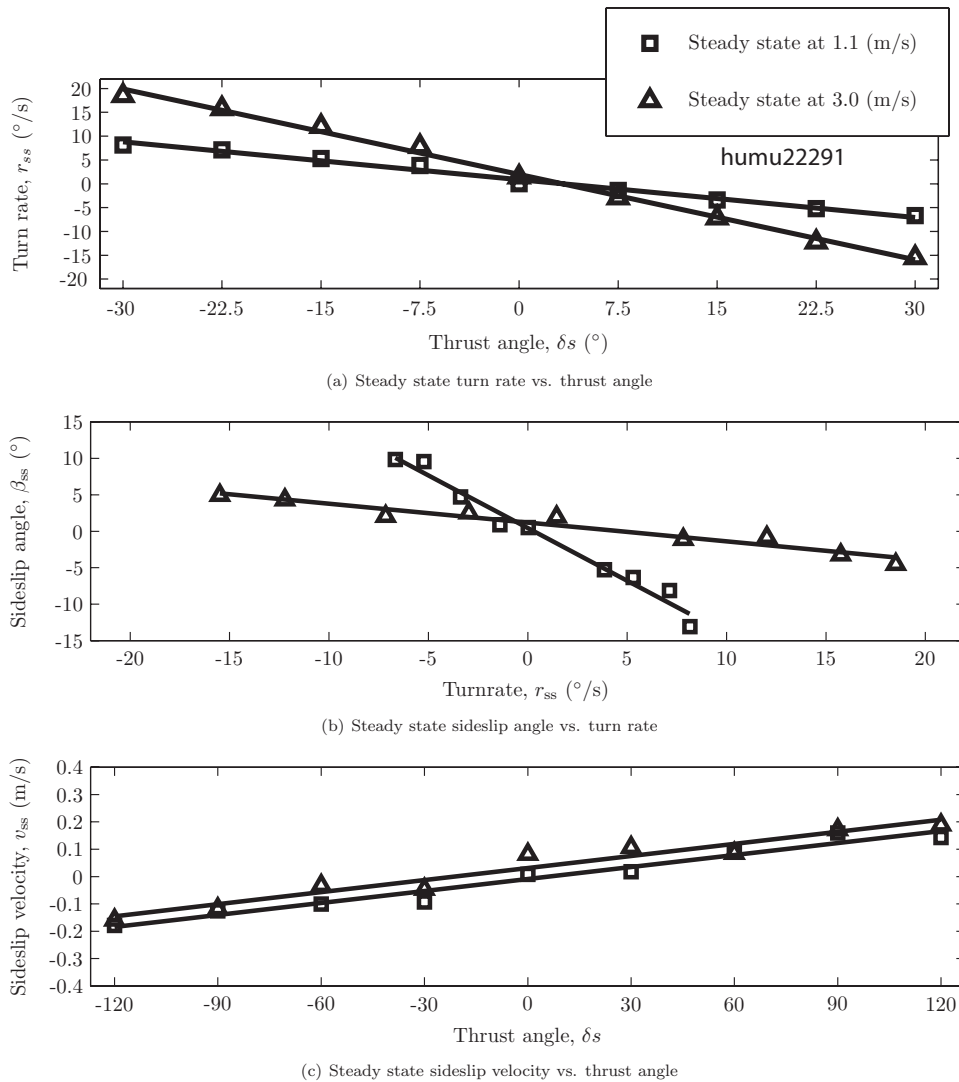 Steady state at 1.1 (m/s)
Steady state at 3.0 (m/s)
humu22291
Turn rate, rss (°/s)
20
15
10
5
0
-5
-10
-15
-20
-30 -22.5 -15 -7.5 0 7.5 15 22.5 30
Thrust angle, δs (°)
(a) Steady state turn rate vs. thrust angle
Sideslip angle, βss (°)
15
10
5
0
-5
-10
-15
-20 -15 -10 -5 0 5 10 15 20
Turnrate, rss (°/s)
(b) Steady state sideslip angle vs. turn rate
Sideslip velocity, vss (m/s)
0.4
0.3
0.2
0.1
0
-0.1
-0.2
-0.3
-0.4
-120 -90 -60 -30 0 30 60 90 120
Thrust angle, δs
(c) Steady state sideslip velocity vs. thrust angle